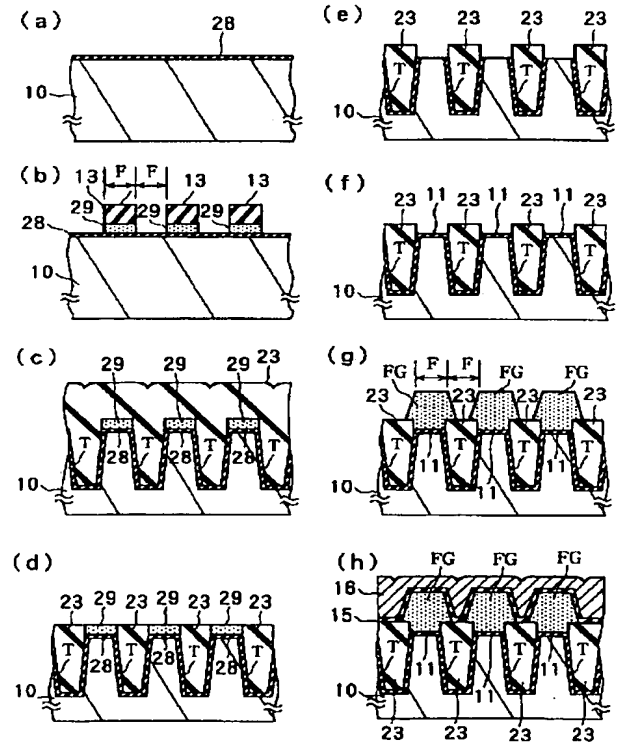 (a)
28
10
(b)
F F
13 13 13
29 29 29
28
10
(c)
29 29 29 23
T T T T
28 28 28
10
(d)
23 29 23 29 23 29 23
T T T T
28 28 28
10
(e)
23 23 23 23
T T T T
10
(f)
23 11 23 11 23 11 23
T T T T
10
(g)
FG F F FG FG
23 23 23 23
T T T T
11 11 11
10
(h)
FG FG FG
16
15
T T T T
11 11 11
10
23 23 23 23